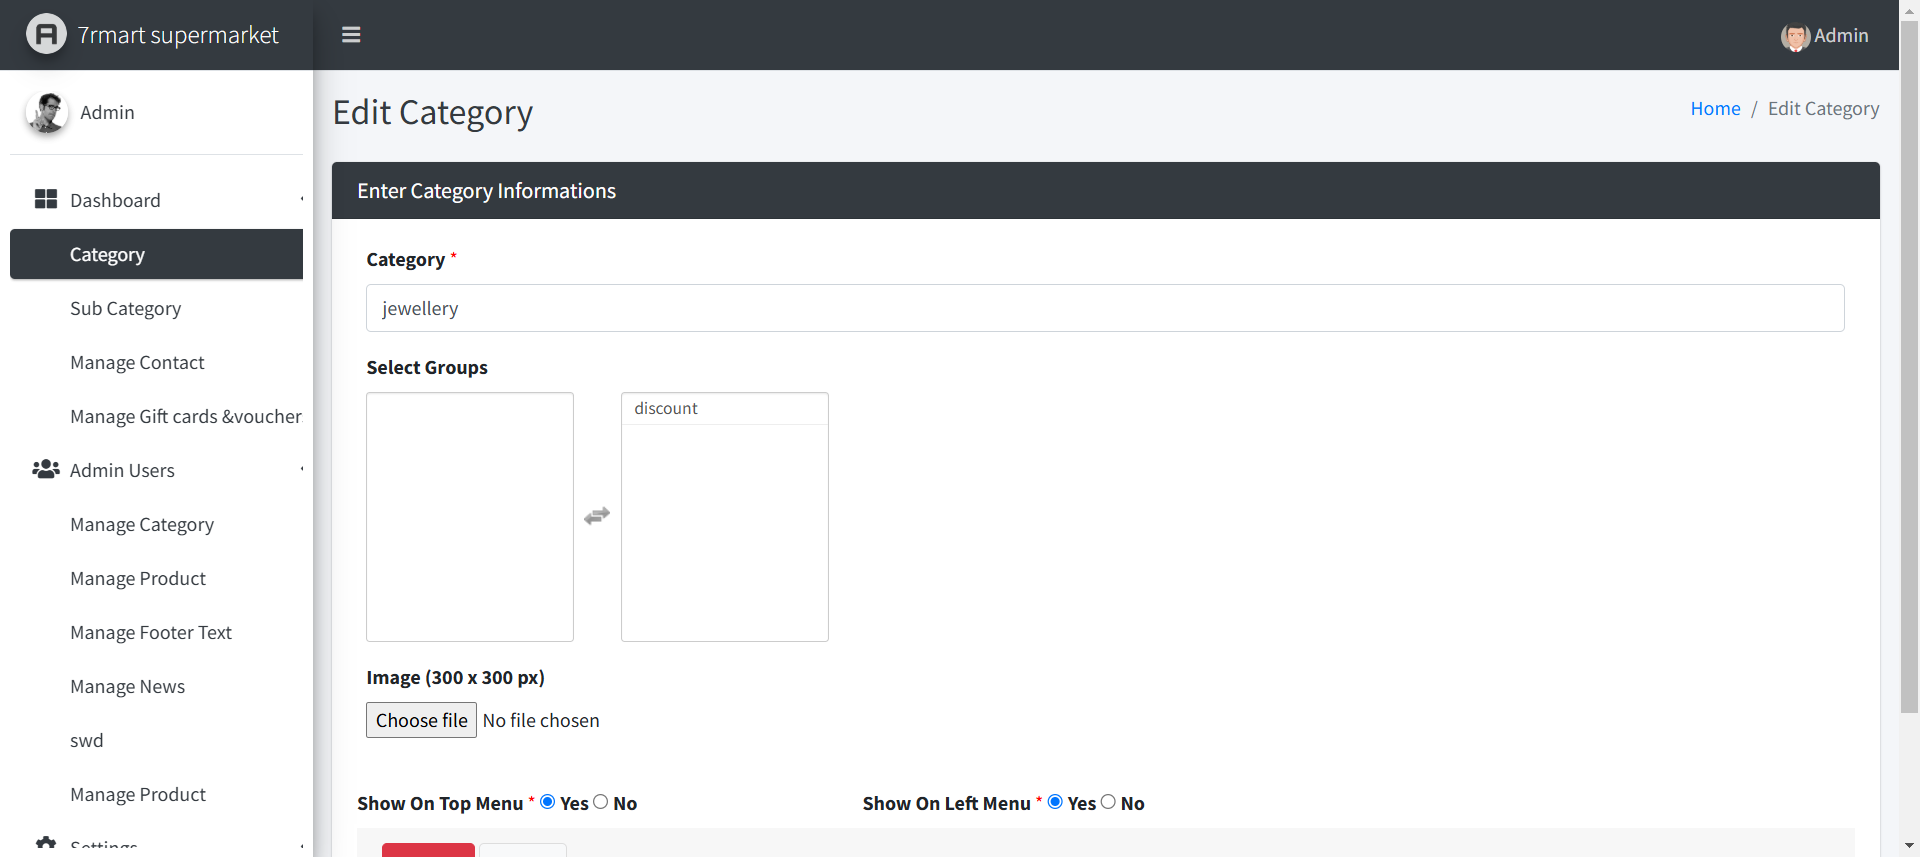 7rmart supermarket
Admin
Admin
Edit Category
Home / Edit Category
Dashboard
Category
Sub Category
Manage Contact
Manage Gift cards &voucher
Admin Users
Manage Category
Manage Product
Manage Footer Text
Manage News
swd
Manage Product
Settings
Enter Category Informations
Category *
jewellery
Select Groups
discount
Image (300 x 300 px)
Choose file No file chosen
Show On Top Menu * Yes No
Show On Left Menu * Yes No